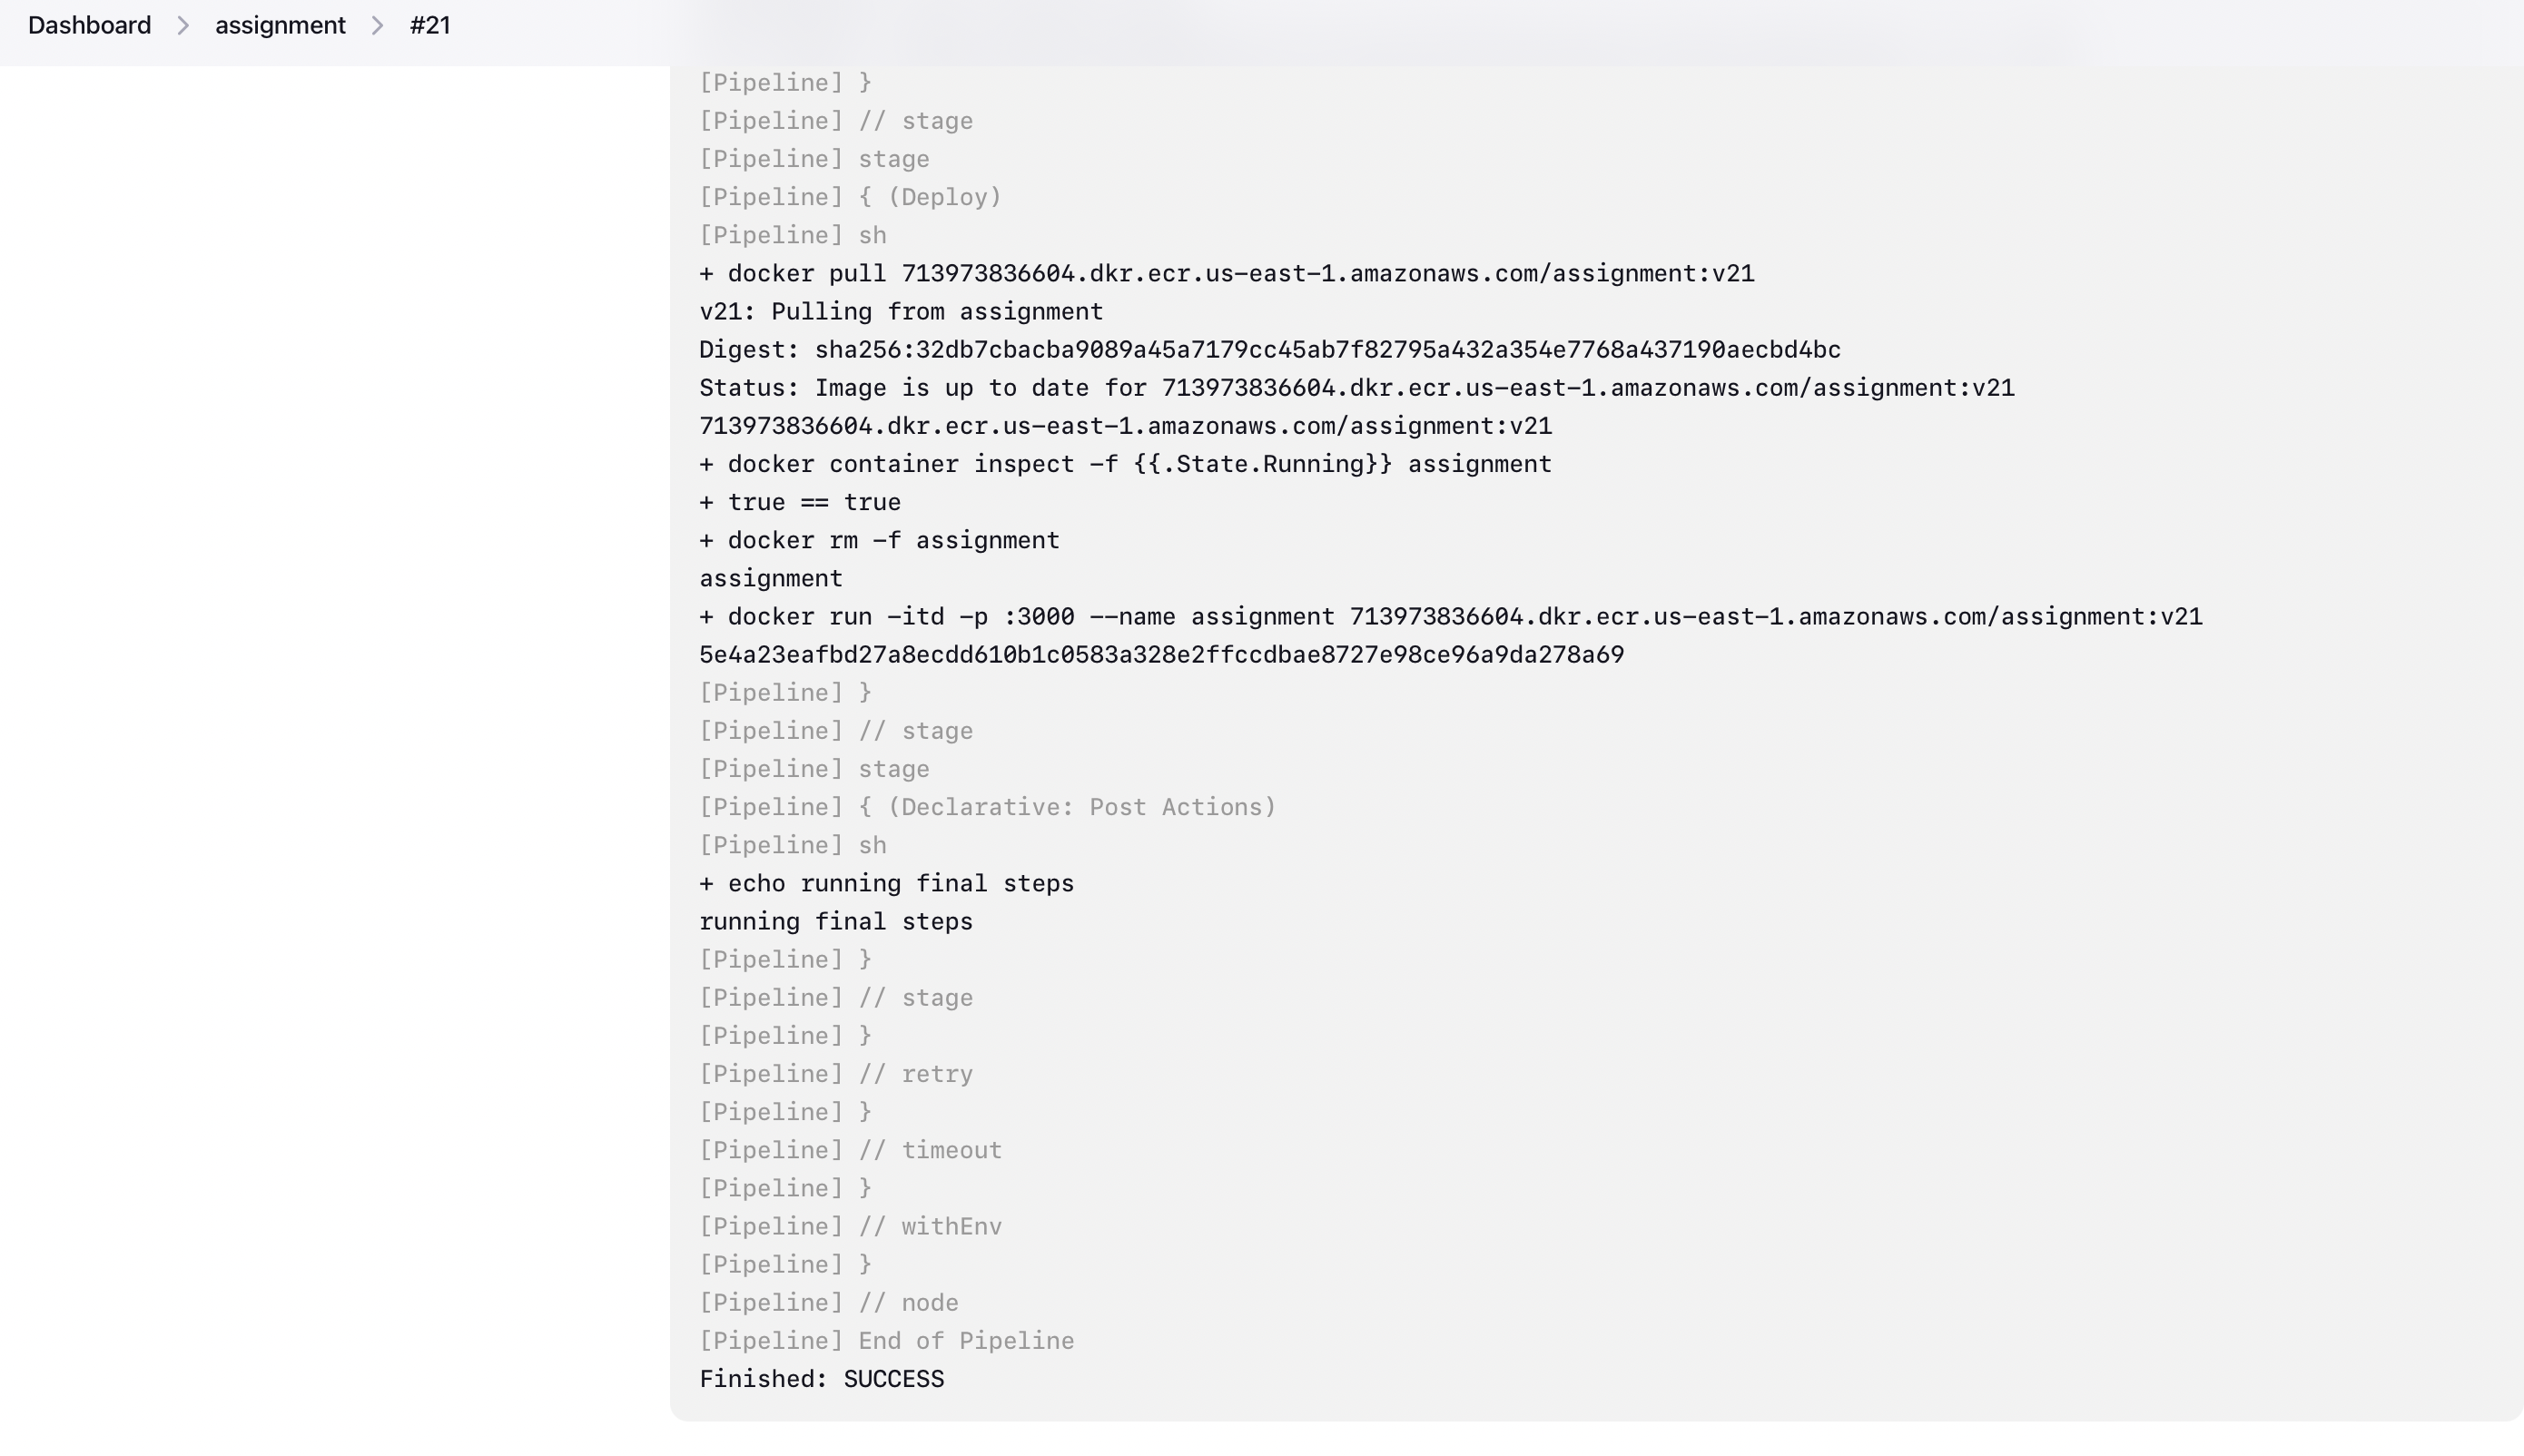 Dashboard > assignment > #21
[Pipeline] }
[Pipeline] // stage
[Pipeline] stage
[Pipeline] { (Deploy)
[Pipeline] sh
+ docker pull 713973836604.dkr.ecr.us-east-1.amazonaws.com/assignment:v21
v21: Pulling from assignment
Digest: sha256:32db7cbacba9089a45a7179cc45ab7f82795a432a354e7768a437190aecbd4bc
Status: Image is up to date for 713973836604.dkr.ecr.us-east-1.amazonaws.com/assignment:v21
713973836604.dkr.ecr.us-east-1.amazonaws.com/assignment:v21
+ docker container inspect -f {{.State.Running}} assignment
+ true == true
+ docker rm -f assignment
assignment
+ docker run -itd -p :3000 --name assignment 713973836604.dkr.ecr.us-east-1.amazonaws.com/assignment:v21
5e4a23eafbd27a8ecdd610b1c0583a328e2ffccdbae8727e98ce96a9da278a69
[Pipeline] }
[Pipeline] // stage
[Pipeline] stage
[Pipeline] { (Declarative: Post Actions)
[Pipeline] sh
+ echo running final steps
running final steps
[Pipeline] }
[Pipeline] // stage
[Pipeline] }
[Pipeline] // retry
[Pipeline] }
[Pipeline] // timeout
[Pipeline] }
[Pipeline] // withEnv
[Pipeline] }
[Pipeline] // node
[Pipeline] End of Pipeline
Finished: SUCCESS